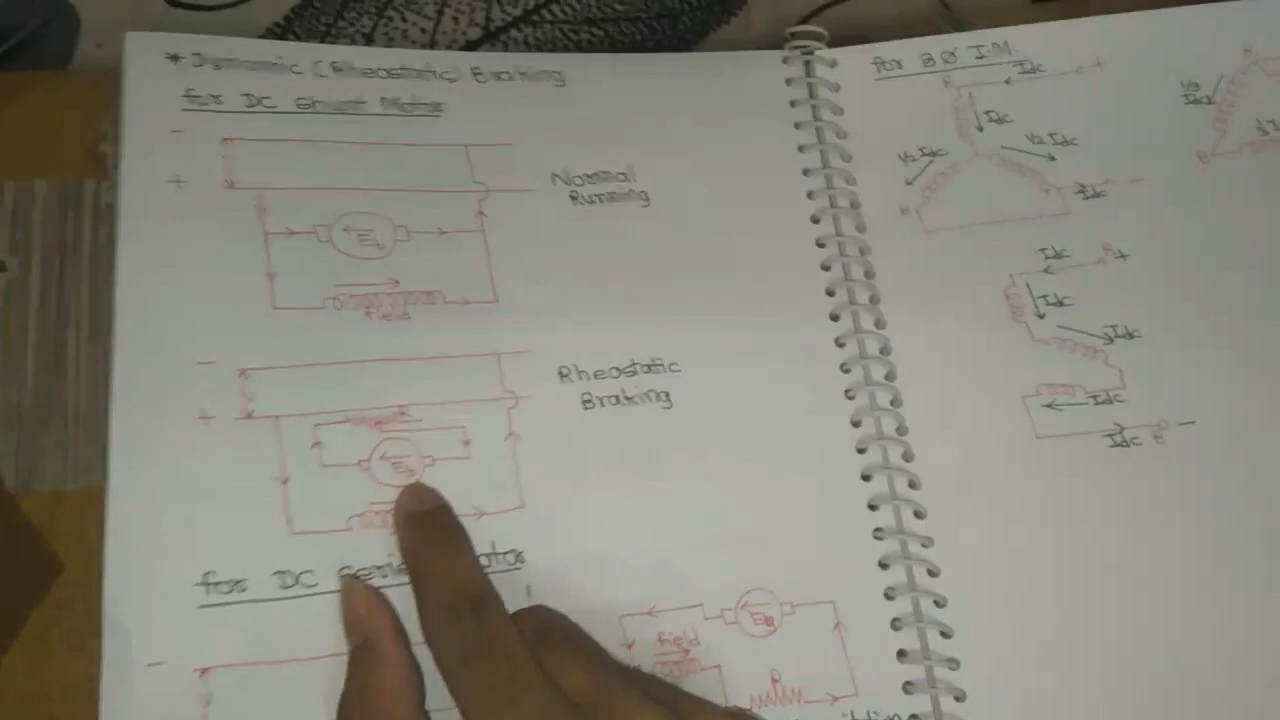 * Dynamic (Rheostatic) Braking
for DC Shunt Motor
-
+
Normal
Running
Eb
field
-
+
Rheostatic
Braking
Eb
for DC Series Motor
-
Eb
field
R
for 3Ø I.M.
Idc
+
Idc
1/2 Idc
1/2 Idc
Idc
-
Idc
+
Idc
Idc
Idc
Idc
-